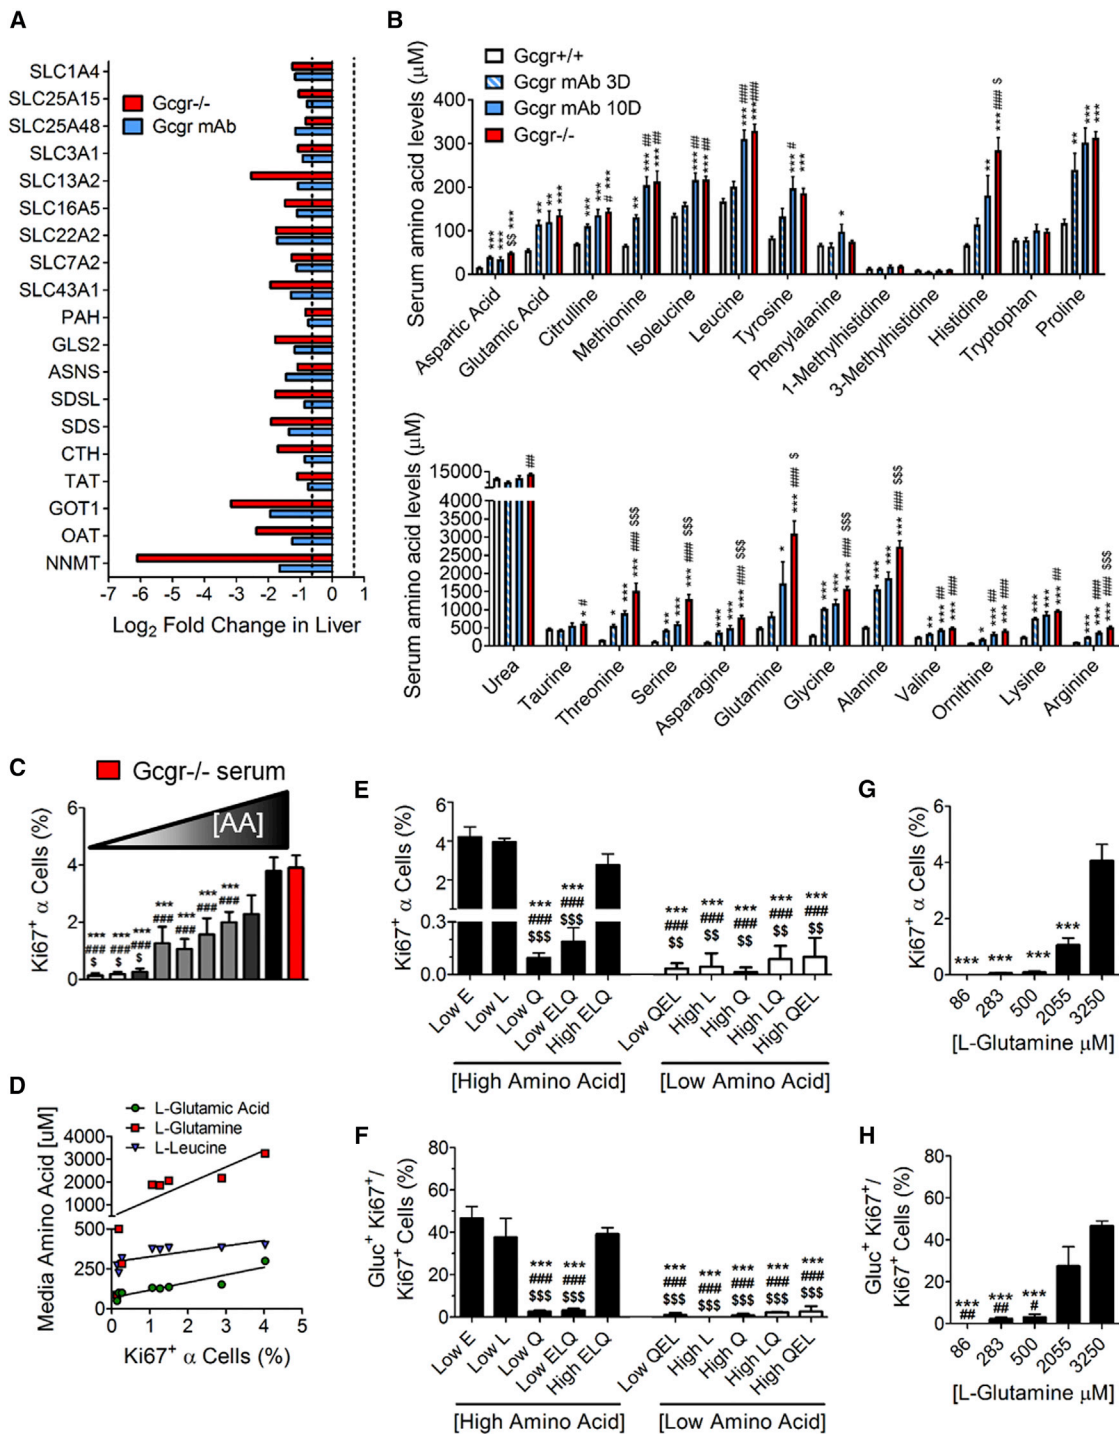 A
SLC1A4
SLC25A15
SLC25A48
SLC3A1
SLC13A2
SLC16A5
SLC22A2
SLC7A2
SLC43A1
PAH
GLS2
ASNS
SDSL
SDS
CTH
TAT
GOT1
OAT
NNMT
Gcgr-/-
Gcgr mAb
-7 -6 -5 -4 -3 -2 -1 0 1
Log2 Fold Change in Liver
B
Serum amino acid levels (µM)
Gcgr+/+
Gcgr mAb 3D
Gcgr mAb 10D
Gcgr-/-
400
300
200
100
0
Aspartic Acid
Glutamic Acid
Citrulline
Methionine
Isoleucine
Leucine
Tyrosine
Phenylalanine
1-Methylhistidine
3-Methylhistidine
Histidine
Tryptophan
Proline
Serum amino acid levels (µM)
15000
4000
3500
3000
2500
2000
1500
1000
500
0
Urea
Taurine
Threonine
Serine
Asparagine
Glutamine
Glycine
Alanine
Valine
Ornithine
Lysine
Arginine
C
Gcgr-/- serum
[AA]
Ki67+ α Cells (%)
6
4
2
0
D
L-Glutamic Acid
L-Glutamine
L-Leucine
Media Amino Acid [uM]
4000
3000
2000
1000
500
250
0
0 1 2 3 4 5
Ki67+ α Cells (%)
E
Ki67+ α Cells (%)
6
4
2
0.3
0.0
Low E
Low L
Low Q
Low ELQ
High ELQ
Low QEL
High L
High Q
High LQ
High QEL
[High Amino Acid]
[Low Amino Acid]
F
Gluc+ Ki67+/
Ki67+ Cells (%)
80
60
40
20
0
Low E
Low L
Low Q
Low ELQ
High ELQ
Low QEL
High L
High Q
High LQ
High QEL
[High Amino Acid]
[Low Amino Acid]
G
Ki67+ α Cells (%)
6
4
2
0
*** *** *** ***
86
283
500
2055
3250
[L-Glutamine µM]
H
Gluc+ Ki67+/
Ki67+ Cells (%)
80
60
40
20
0
*** *** ***
## ## #
86
283
500
2055
3250
[L-Glutamine µM]